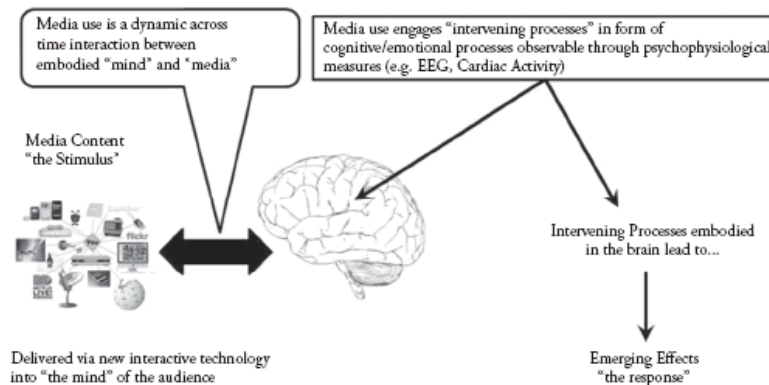 Media use is a dynamic across
time interaction between
embodied "mind" and "media"
Media use engages "intervening processes" in form of
cognitive/emotional processes observable through psychophysiological
measures (e.g. EEG, Cardiac Activity)
Media Content
"the Stimulus"
flickr
You
LIVE!
Intervening Processes embodied
in the brain lead to...
Delivered via new interactive technology
into "the mind" of the audience
Emerging Effects
"the response"